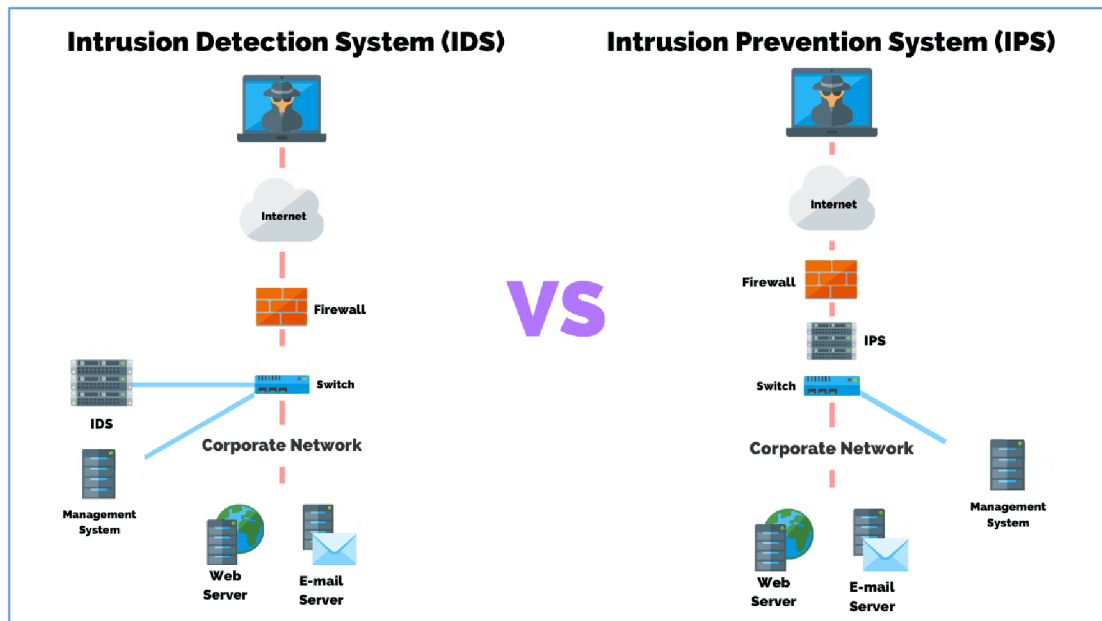 Intrusion Detection System (IDS)
Internet
Firewall
Switch
IDS
Corporate Network
Management
System
Web
Server
E-mail
Server
VS
Intrusion Prevention System (IPS)
Internet
Firewall
IPS
Switch
Corporate Network
Management
System
Web
Server
E-mail
Server